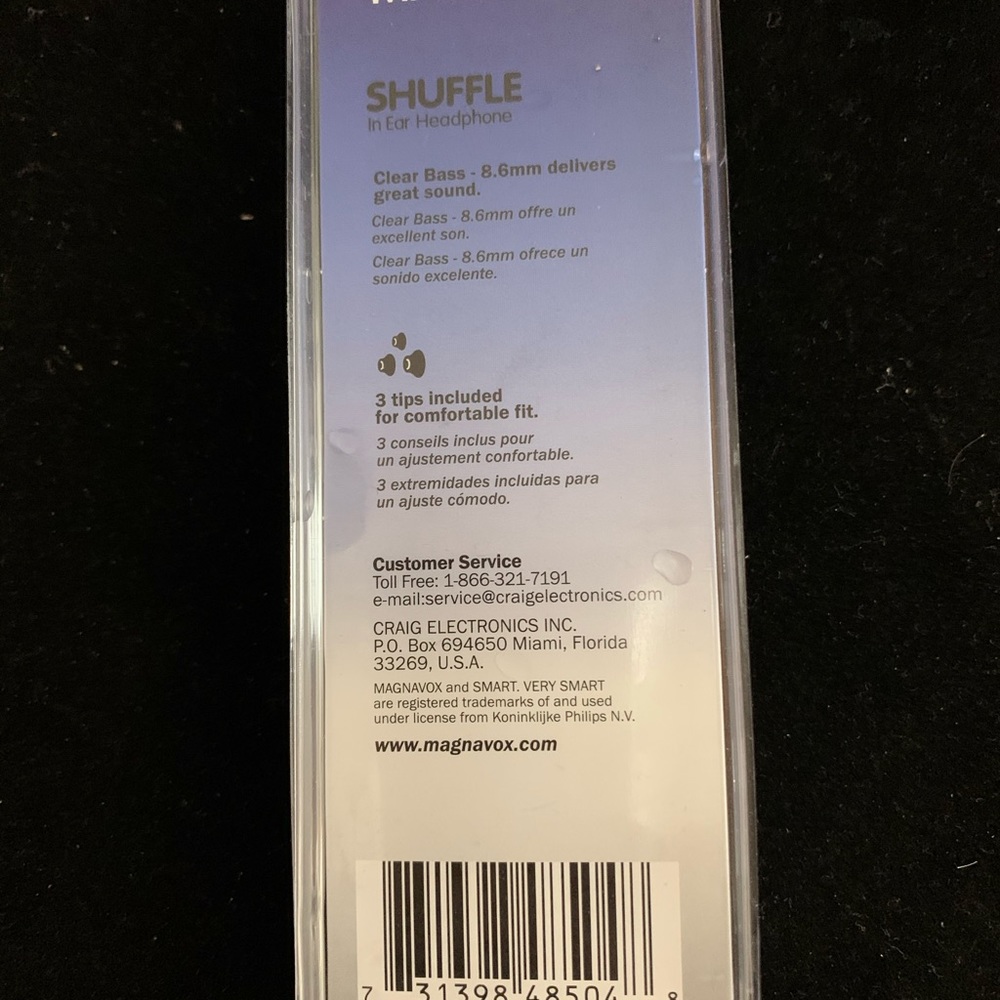 SHUFFLE
In Ear Headphone
Clear Bass - 8.6mm delivers
great sound.
Clear Bass - 8.6mm offre un
excellent son.
Clear Bass - 8.6mm ofrece un
sonido excelente.
3 tips included
for comfortable fit.
3 conseils inclus pour
un ajustement confortable.
3 extremidades incluidas para
un ajuste cómodo.
Customer Service
Toll Free: 1-866-321-7191
e-mail:service@craigelectronics.com
CRAIG ELECTRONICS INC.
P.O. Box 694650 Miami, Florida
33269, U.S.A.
MAGNAVOX and SMART. VERY SMART
are registered trademarks of and used
under license from Koninklijke Philips N.V.
www.magnavox.com
7 31398 48504 8